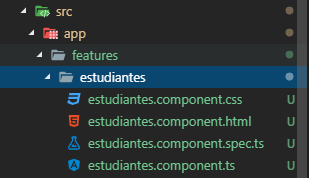 src
app
features
estudiantes
estudiantes.component.css
U
estudiantes.component.html
U
estudiantes.component.spec.ts
U
estudiantes.component.ts
U